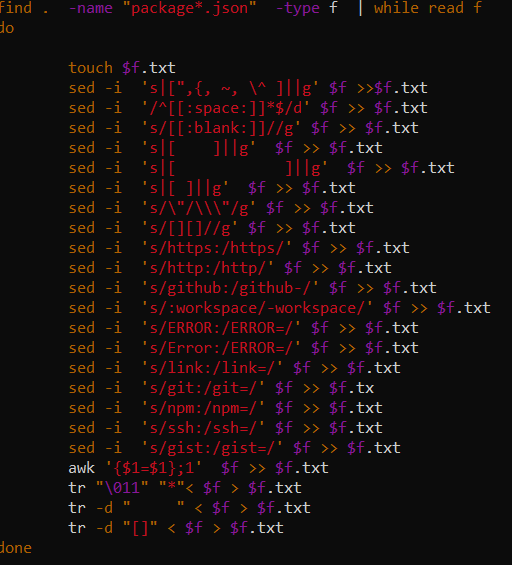 find .  -name "package*.json"  -type f  | while read f
do
touch $f.txt
sed -i  's|[",{, ~, \^ ]||g' $f >>$f.txt
sed -i  '/^[[:space:]]*$/d' $f >> $f.txt
sed -i  's/[[:blank:]]//g' $f >> $f.txt
sed -i  's|[    ]||g'  $f >> $f.txt
sed -i  's|[            ]||g'  $f >> $f.txt
sed -i  's|[ ]||g'  $f >> $f.txt
sed -i  's/\"/\\\"/g' $f >> $f.txt
sed -i  's/[][]//g' $f >> $f.txt
sed -i  's/https:/https/' $f >> $f.txt
sed -i  's/http:/http/' $f >> $f.txt
sed -i  's/github:/github-/' $f >> $f.txt
sed -i  's/:workspace/-workspace/' $f >> $f.txt
sed -i  's/ERROR:/ERROR=/' $f >> $f.txt
sed -i  's/Error:/ERROR=/' $f >> $f.txt
sed -i  's/link:/link=/' $f >> $f.txt
sed -i  's/git:/git=/' $f >> $f.tx
sed -i  's/npm:/npm=/' $f >> $f.txt
sed -i  's/ssh:/ssh=/' $f >> $f.txt
sed -i  's/gist:/gist=/' $f >> $f.txt
awk '{$1=$1};1'  $f >> $f.txt
tr "\011" "*"< $f > $f.txt
tr -d "     " < $f > $f.txt
tr -d "[]" < $f > $f.txt
done